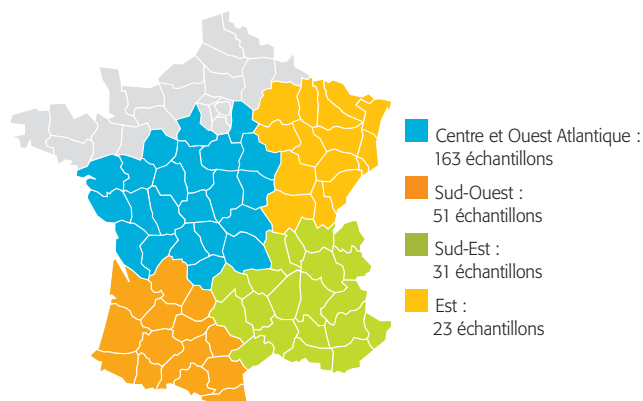 Centre et Ouest Atlantique :
163 échantillons
Sud-Ouest :
51 échantillons
Sud-Est :
31 échantillons
Est :
23 échantillons